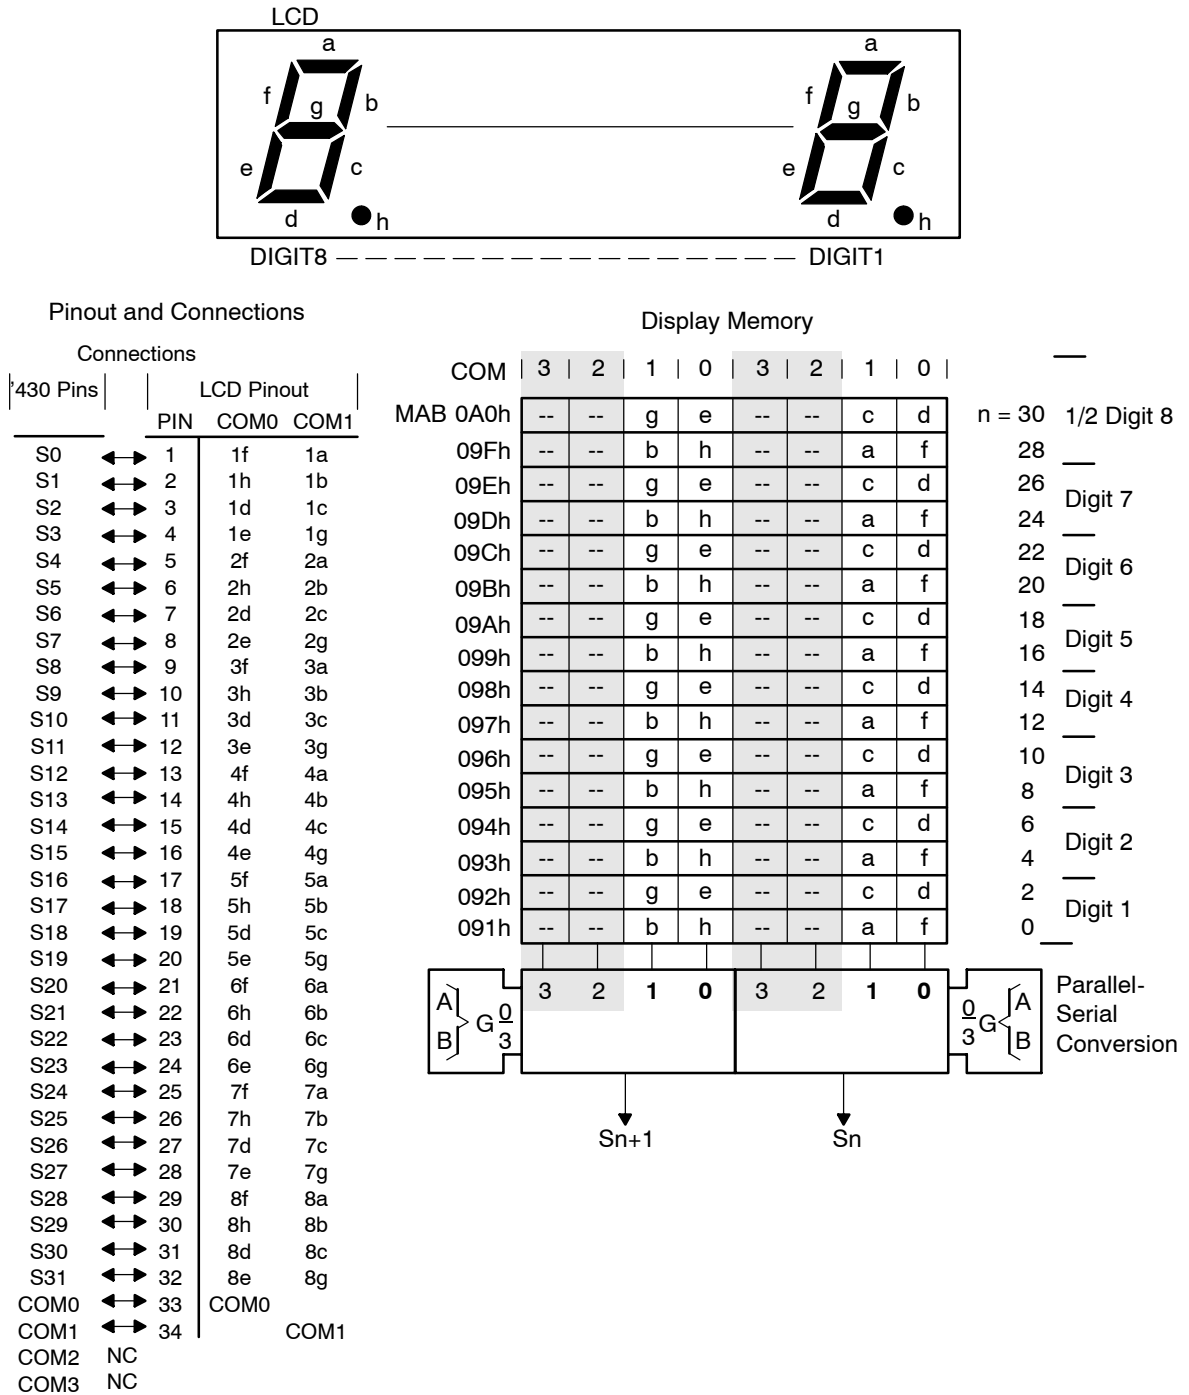 LCD
a
f
g
b
e
c
d
h
a
f
g
b
e
c
d
h
DIGIT8
DIGIT1
Pinout and Connections
Connections
'430 Pins
LCD Pinout
PIN COM0 COM1
S0 1 1f 1a
S1 2 1h 1b
S2 3 1d 1c
S3 4 1e 1g
S4 5 2f 2a
S5 6 2h 2b
S6 7 2d 2c
S7 8 2e 2g
S8 9 3f 3a
S9 10 3h 3b
S10 11 3d 3c
S11 12 3e 3g
S12 13 4f 4a
S13 14 4h 4b
S14 15 4d 4c
S15 16 4e 4g
S16 17 5f 5a
S17 18 5h 5b
S18 19 5d 5c
S19 20 5e 5g
S20 21 6f 6a
S21 22 6h 6b
S22 23 6d 6c
S23 24 6e 6g
S24 25 7f 7a
S25 26 7h 7b
S26 27 7d 7c
S27 28 7e 7g
S28 29 8f 8a
S29 30 8h 8b
S30 31 8d 8c
S31 32 8e 8g
COM0 33 COM0
COM1 34 COM1
COM2 NC
COM3 NC
Display Memory
COM 3 2 1 0 3 2 1 0
MAB 0A0h -- -- g e -- -- c d n = 30 1/2 Digit 8
09Fh -- -- b h -- -- a f 28
09Eh -- -- g e -- -- c d 26
Digit 7
09Dh -- -- b h -- -- a f 24
09Ch -- -- g e -- -- c d 22
Digit 6
09Bh -- -- b h -- -- a f 20
09Ah -- -- g e -- -- c d 18
Digit 5
099h -- -- b h -- -- a f 16
098h -- -- g e -- -- c d 14
Digit 4
097h -- -- b h -- -- a f 12
096h -- -- g e -- -- c d 10
Digit 3
095h -- -- b h -- -- a f 8
094h -- -- g e -- -- c d 6
Digit 2
093h -- -- b h -- -- a f 4
092h -- -- g e -- -- c d 2
Digit 1
091h -- -- b h -- -- a f 0
3 2 1 0 3 2 1 0
A
B
G
0
3
0
3
G
A
B
Parallel-
Serial
Conversion
Sn+1
Sn